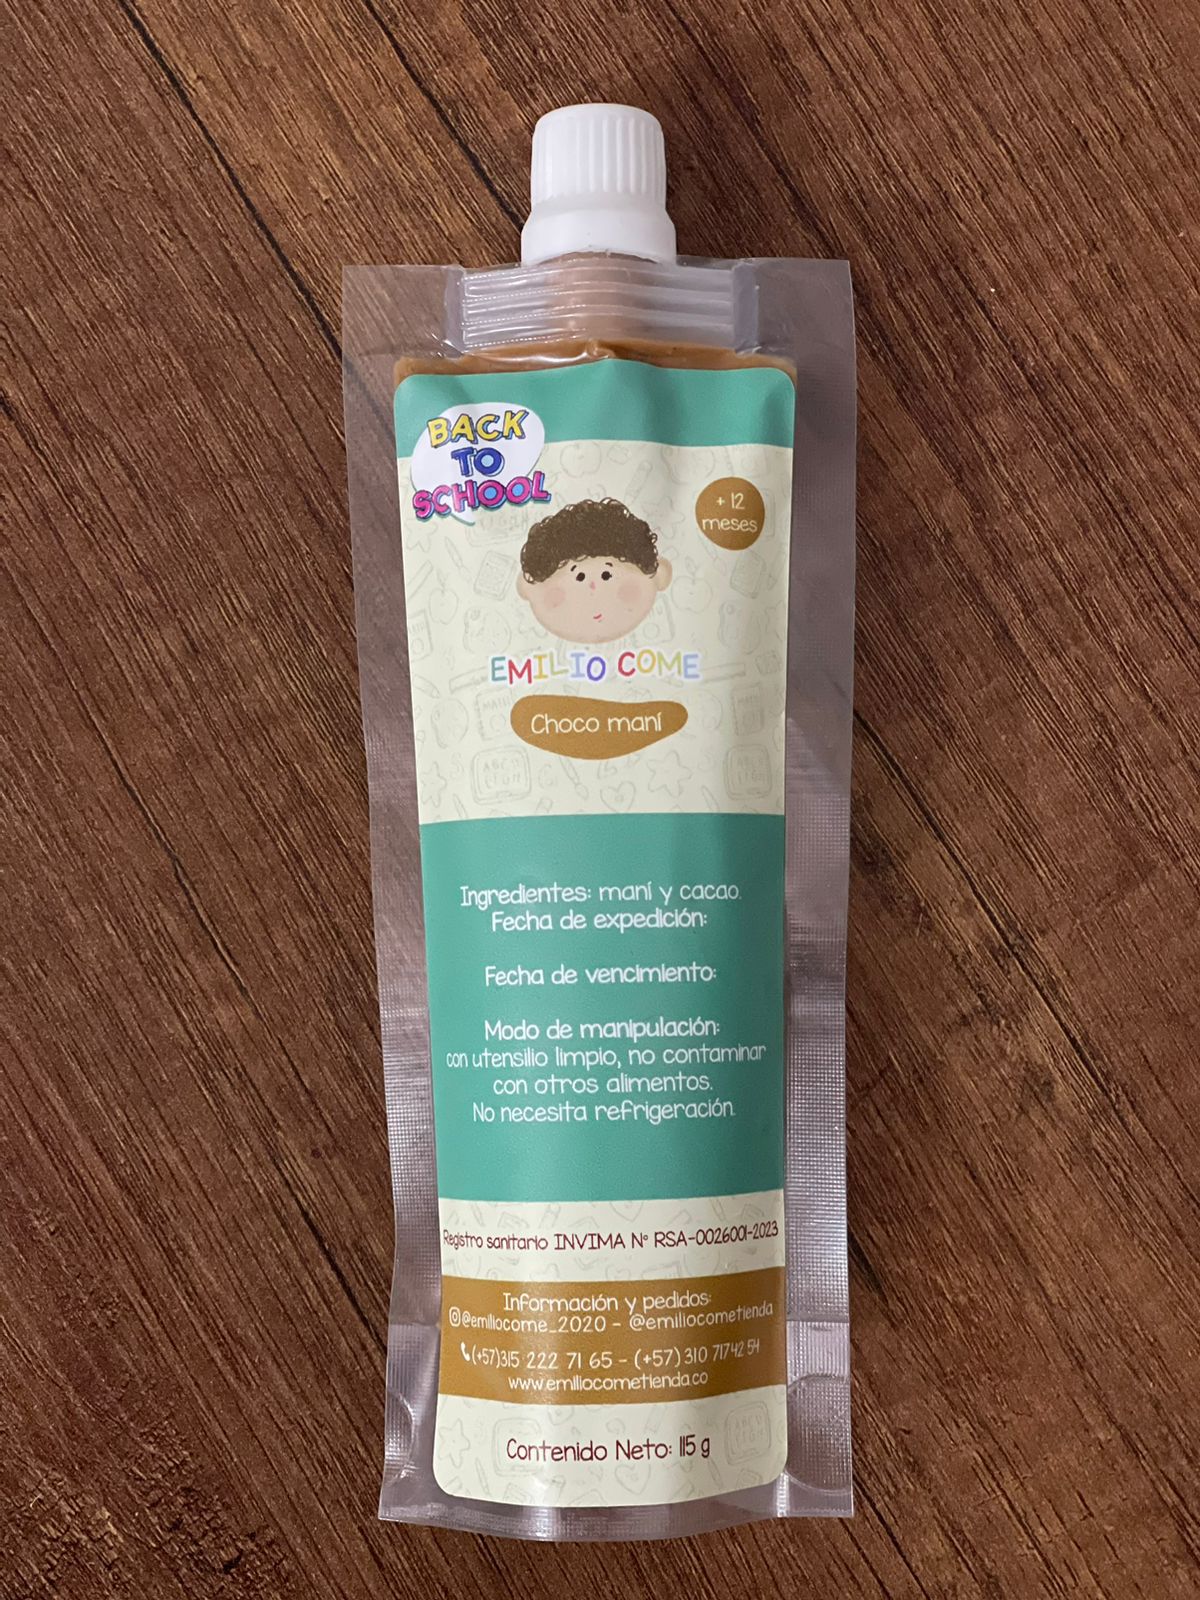 BACK
TO
SCHOOL
+ 12
meses
EMILIO COME
Choco maní
Ingredientes: maní y cacao.
Fecha de expedición:
Fecha de vencimiento:
Modo de manipulación:
con utensilio limpio, no contaminar
con otros alimentos.
No necesita refrigeración.
Registro sanitario INVIMA Nº RSA-0026001-2023
Información y pedidos:
@emiliocome_2020 - @emiliocometienda
(+57)315 222 71 65 - (+57) 310 71742 54
www.emiliocometienda.co
Contenido Neto: 115 g